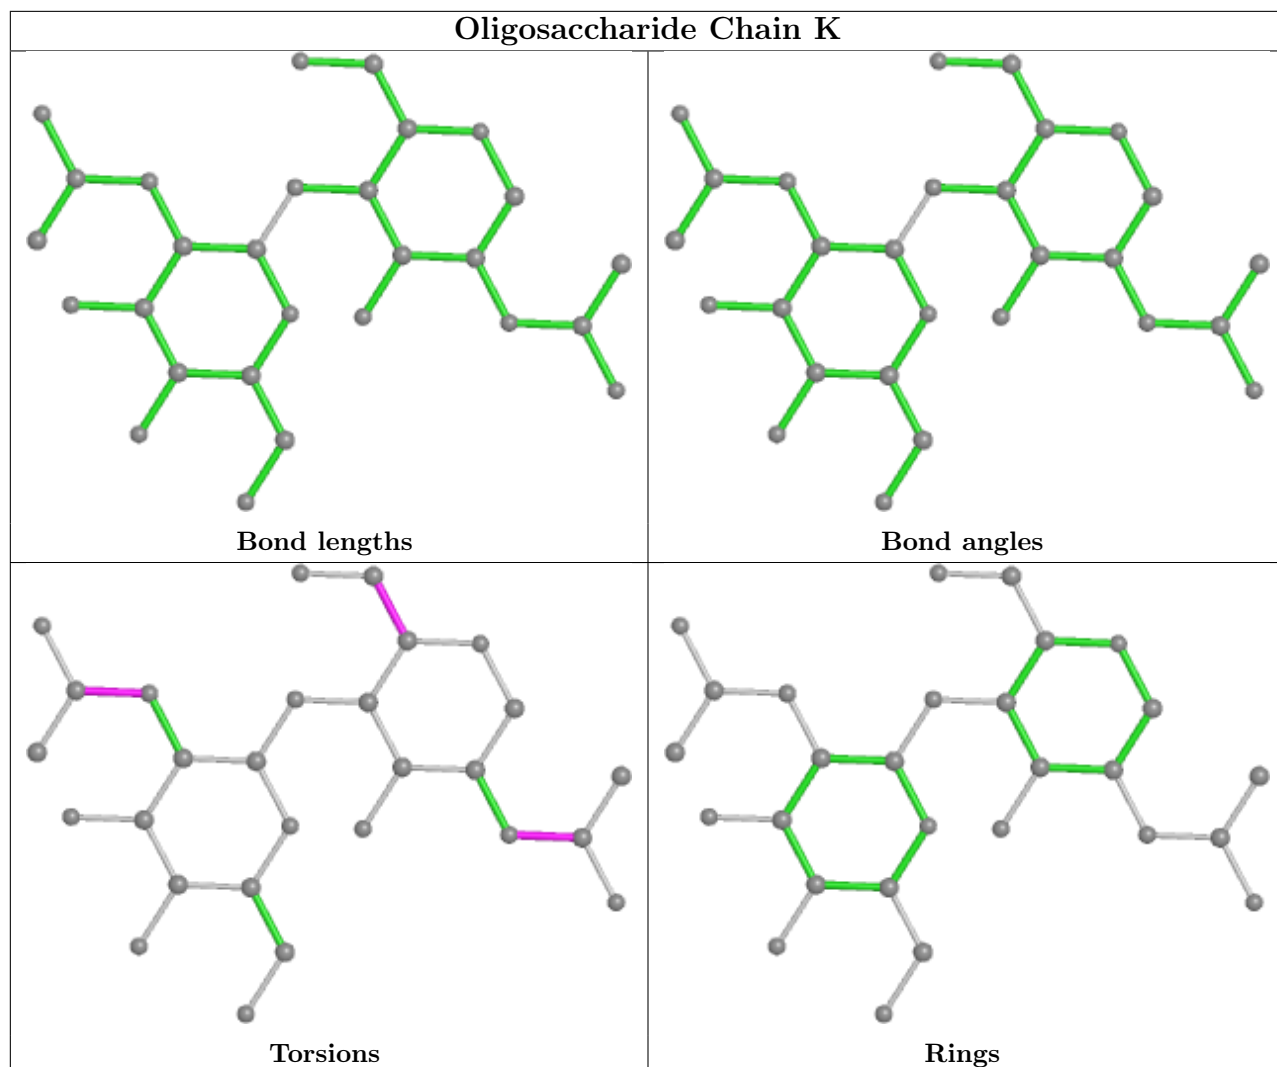 Oligosaccharide Chain K
Bond lengths
Bond angles
Torsions
Rings